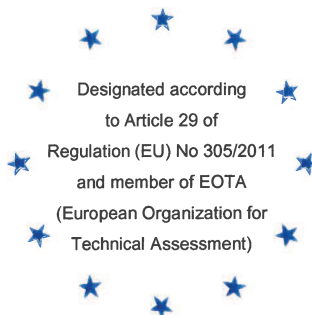 Designated according
to Article 29 of
Regulation (EU) No 305/2011
and member of EOTA
(European Organization for
Technical Assessment)